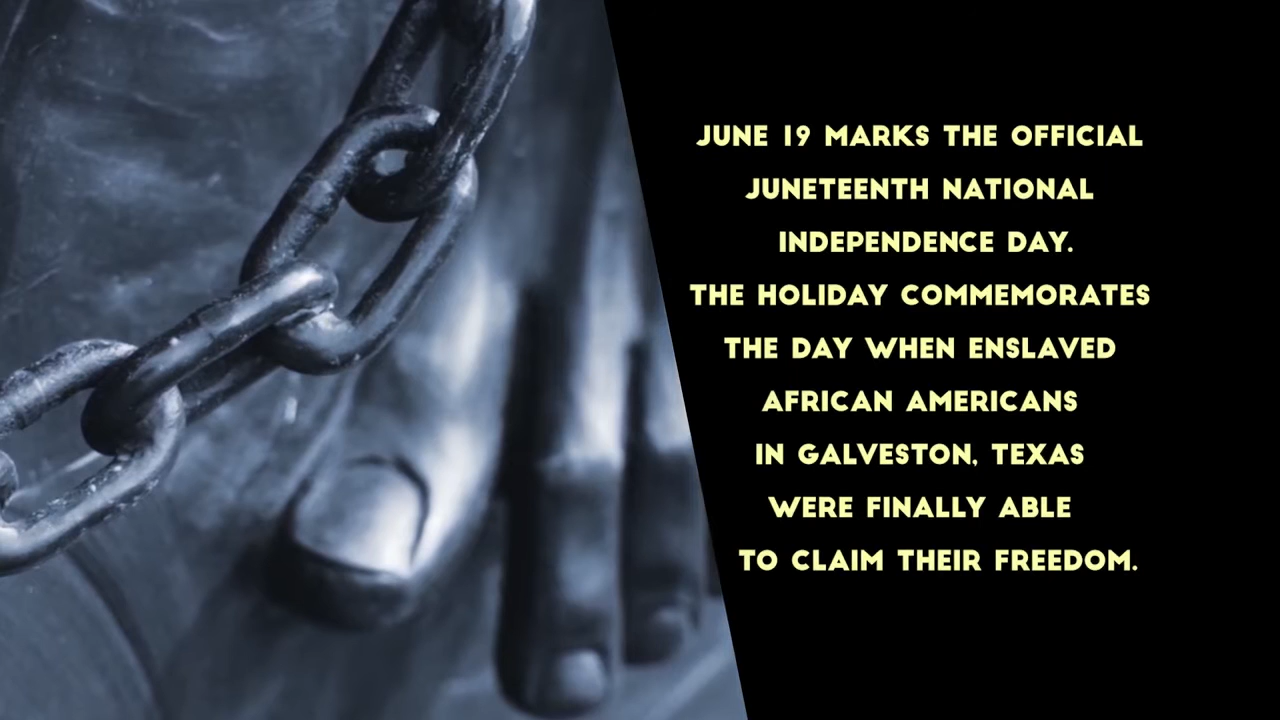 JUNE 19 MARKS THE OFFICIAL
JUNETEENTH NATIONAL
INDEPENDENCE DAY.
THE HOLIDAY COMMEMORATES
THE DAY WHEN ENSLAVED
AFRICAN AMERICANS
IN GALVESTON, TEXAS
WERE FINALLY ABLE
TO CLAIM THEIR FREEDOM.